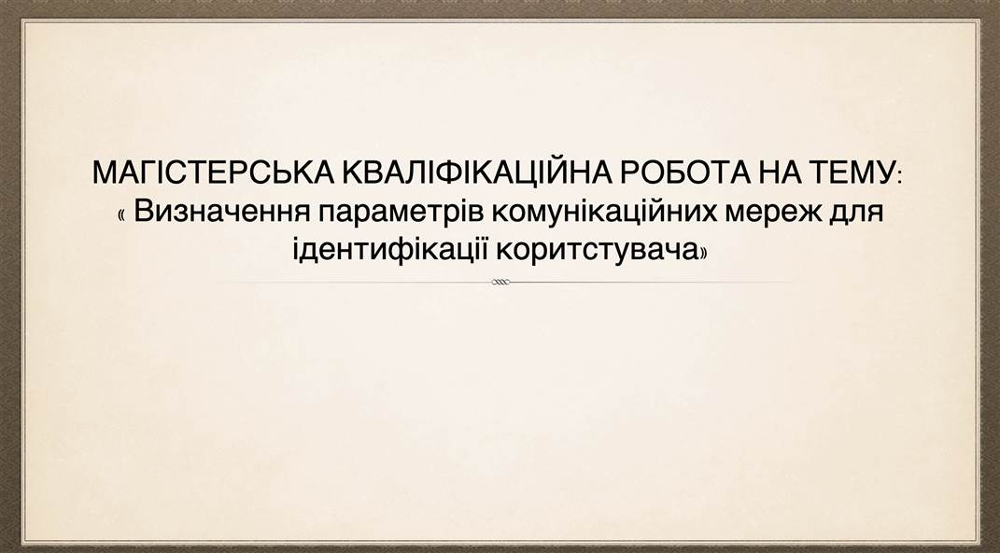 МАГІСТЕРСЬКА КВАЛІФІКАЦІЙНА РОБОТА НА ТЕМУ:
« Визначення параметрів комунікаційних мереж для
ідентифікації коритстувача»